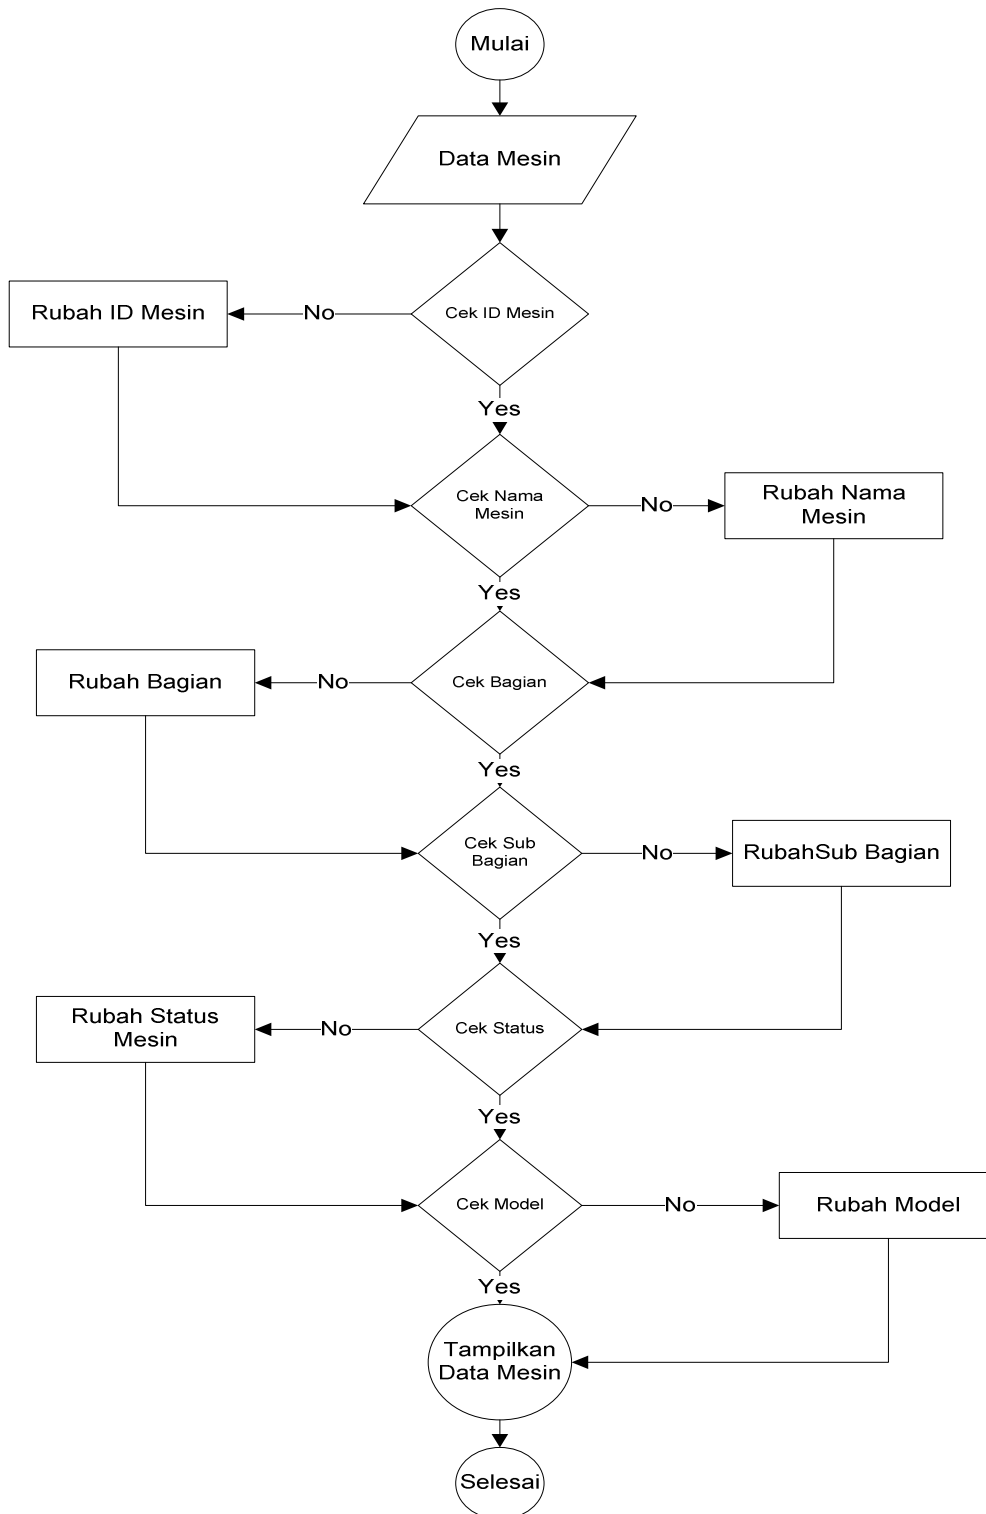 Mulai
Data Mesin
Cek ID Mesin
No
Rubah ID Mesin
Yes
Cek Nama
Mesin
No
Rubah Nama
Mesin
Yes
Cek Bagian
No
Rubah Bagian
Yes
Cek Sub
Bagian
No
RubahSub Bagian
Yes
Cek Status
No
Rubah Status
Mesin
Yes
Cek Model
No
Rubah Model
Yes
Tampilkan
Data Mesin
Selesai